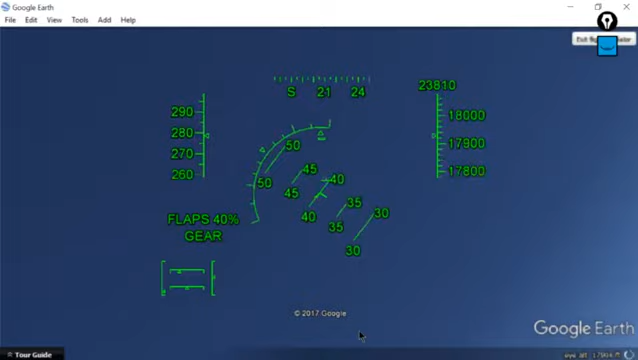 Google Earth
File Edit View Tools Add Help
Exit
S 21 24
23810
290
280
270
260
18000
17900
17800
50
50
45
45
40
40
35
35
30
30
FLAPS 40%
GEAR
© 2017 Google
Google Earth
Tour Guide